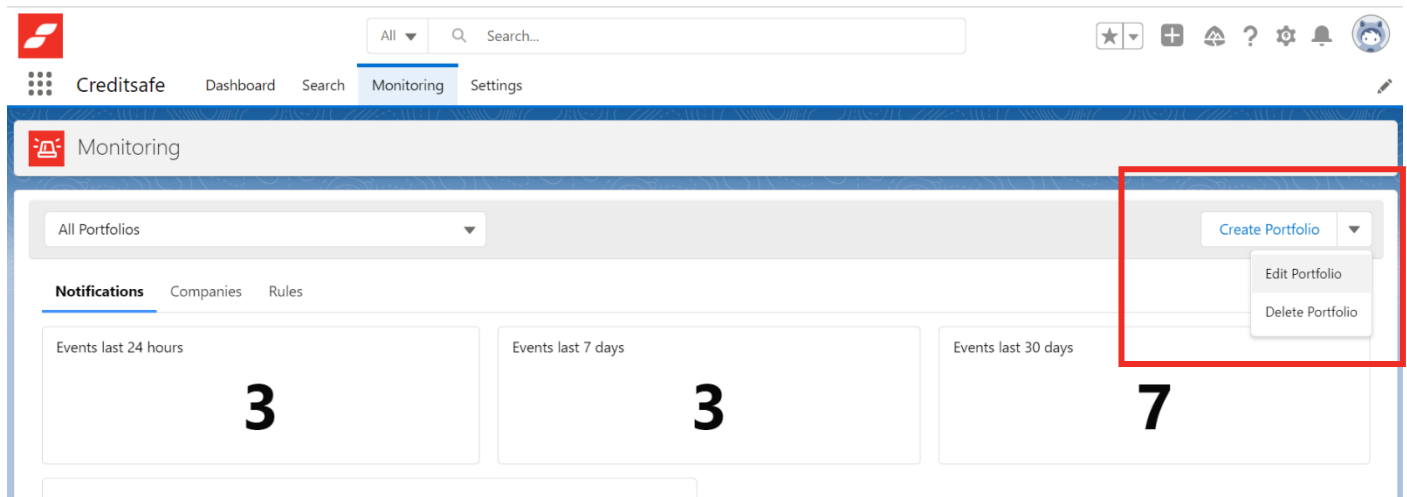 All Search...
Creditsafe Dashboard Search Monitoring Settings
Monitoring
All Portfolios Create Portfolio
Edit Portfolio
Notifications Companies Rules
Delete Portfolio
Events last 24 hours Events last 7 days Events last 30 days
3 3 7